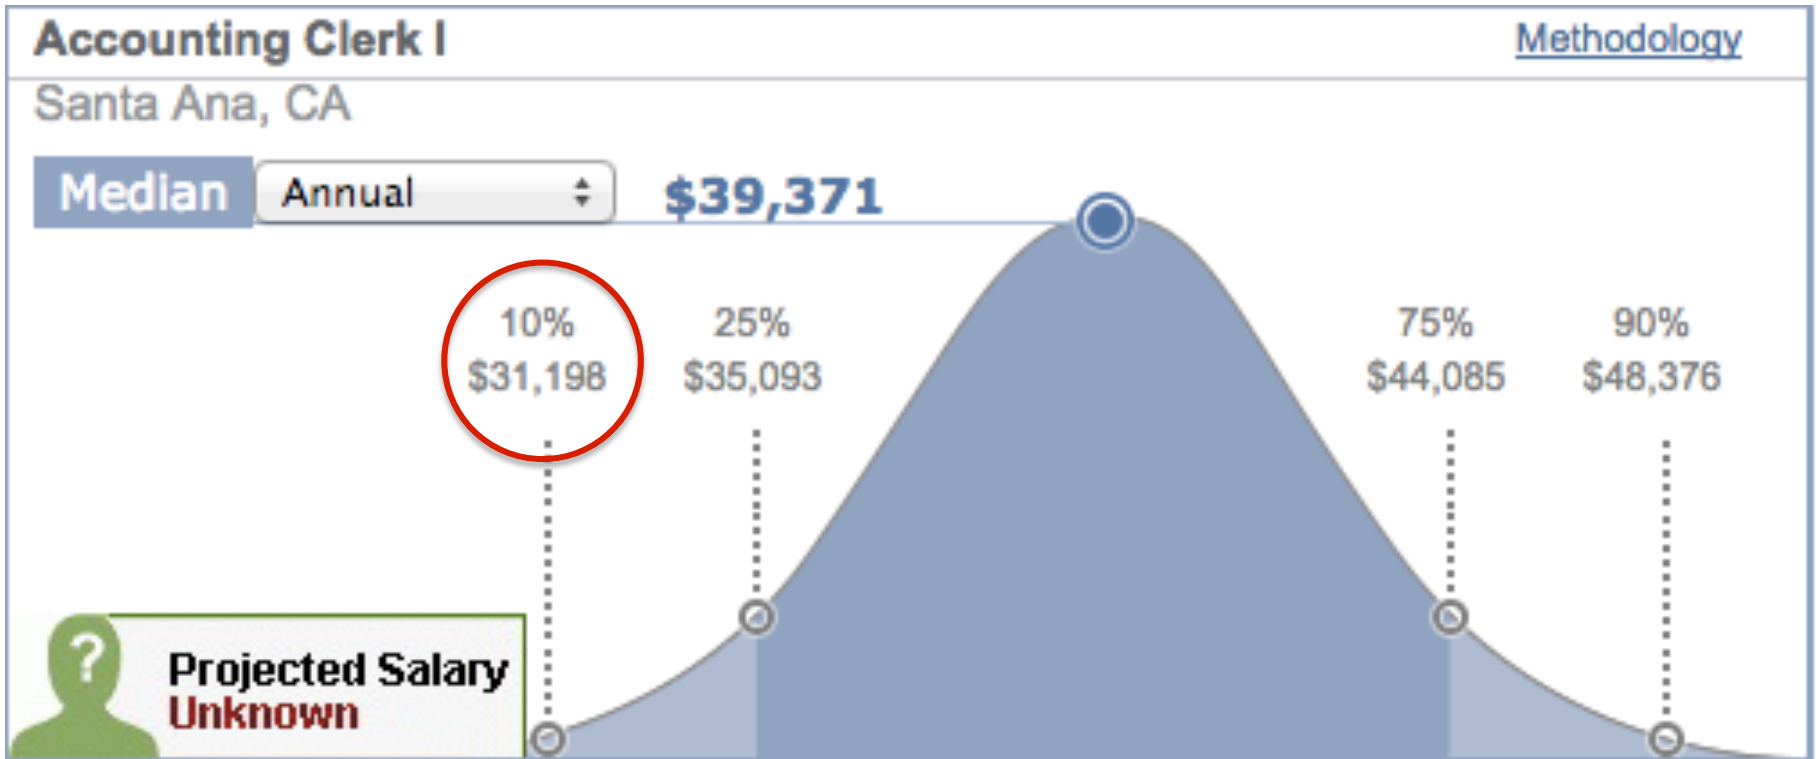 Accounting Clerk I
Methodology
Santa Ana, CA
Median Annual $39,371
10% 25% 75% 90%
$31,198 $35,093 $44,085 $48,376
?
Projected Salary
Unknown